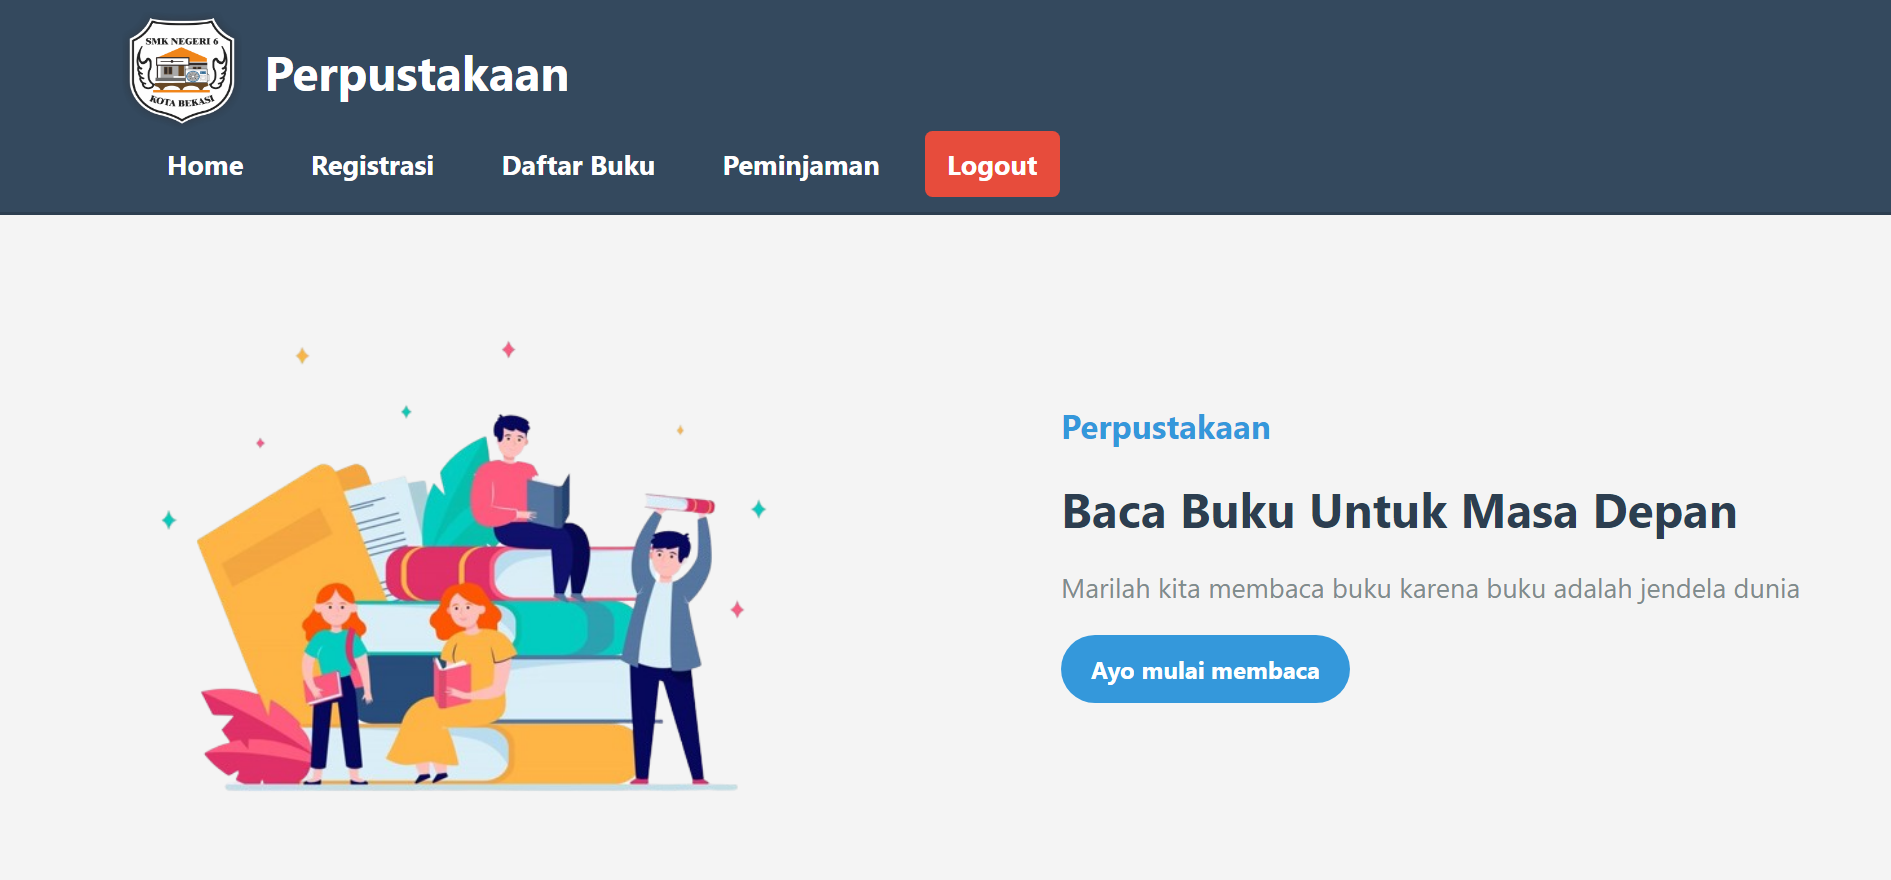 SMK NEGERI 6
KOTA BEKASI
Perpustakaan
Home Registrasi Daftar Buku Peminjaman Logout
Perpustakaan
Baca Buku Untuk Masa Depan
Marilah kita membaca buku karena buku adalah jendela dunia
Ayo mulai membaca